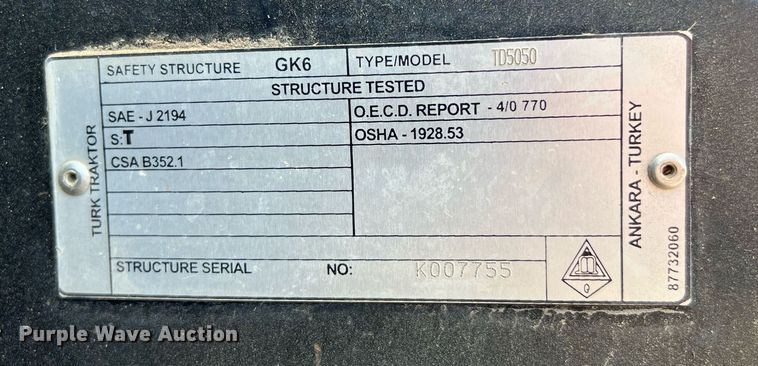 TURK TRAKTOR
SAFETY STRUCTURE GK6 TYPE/MODEL TD5050
STRUCTURE TESTED
SAE - J 2194 O.E.C.D. REPORT - 4/0 770
S:T OSHA - 1928.53
CSA B352.1
STRUCTURE SERIAL NO: K007755
Q
ANKARA - TURKEY
87732060
Purple Wave Auction